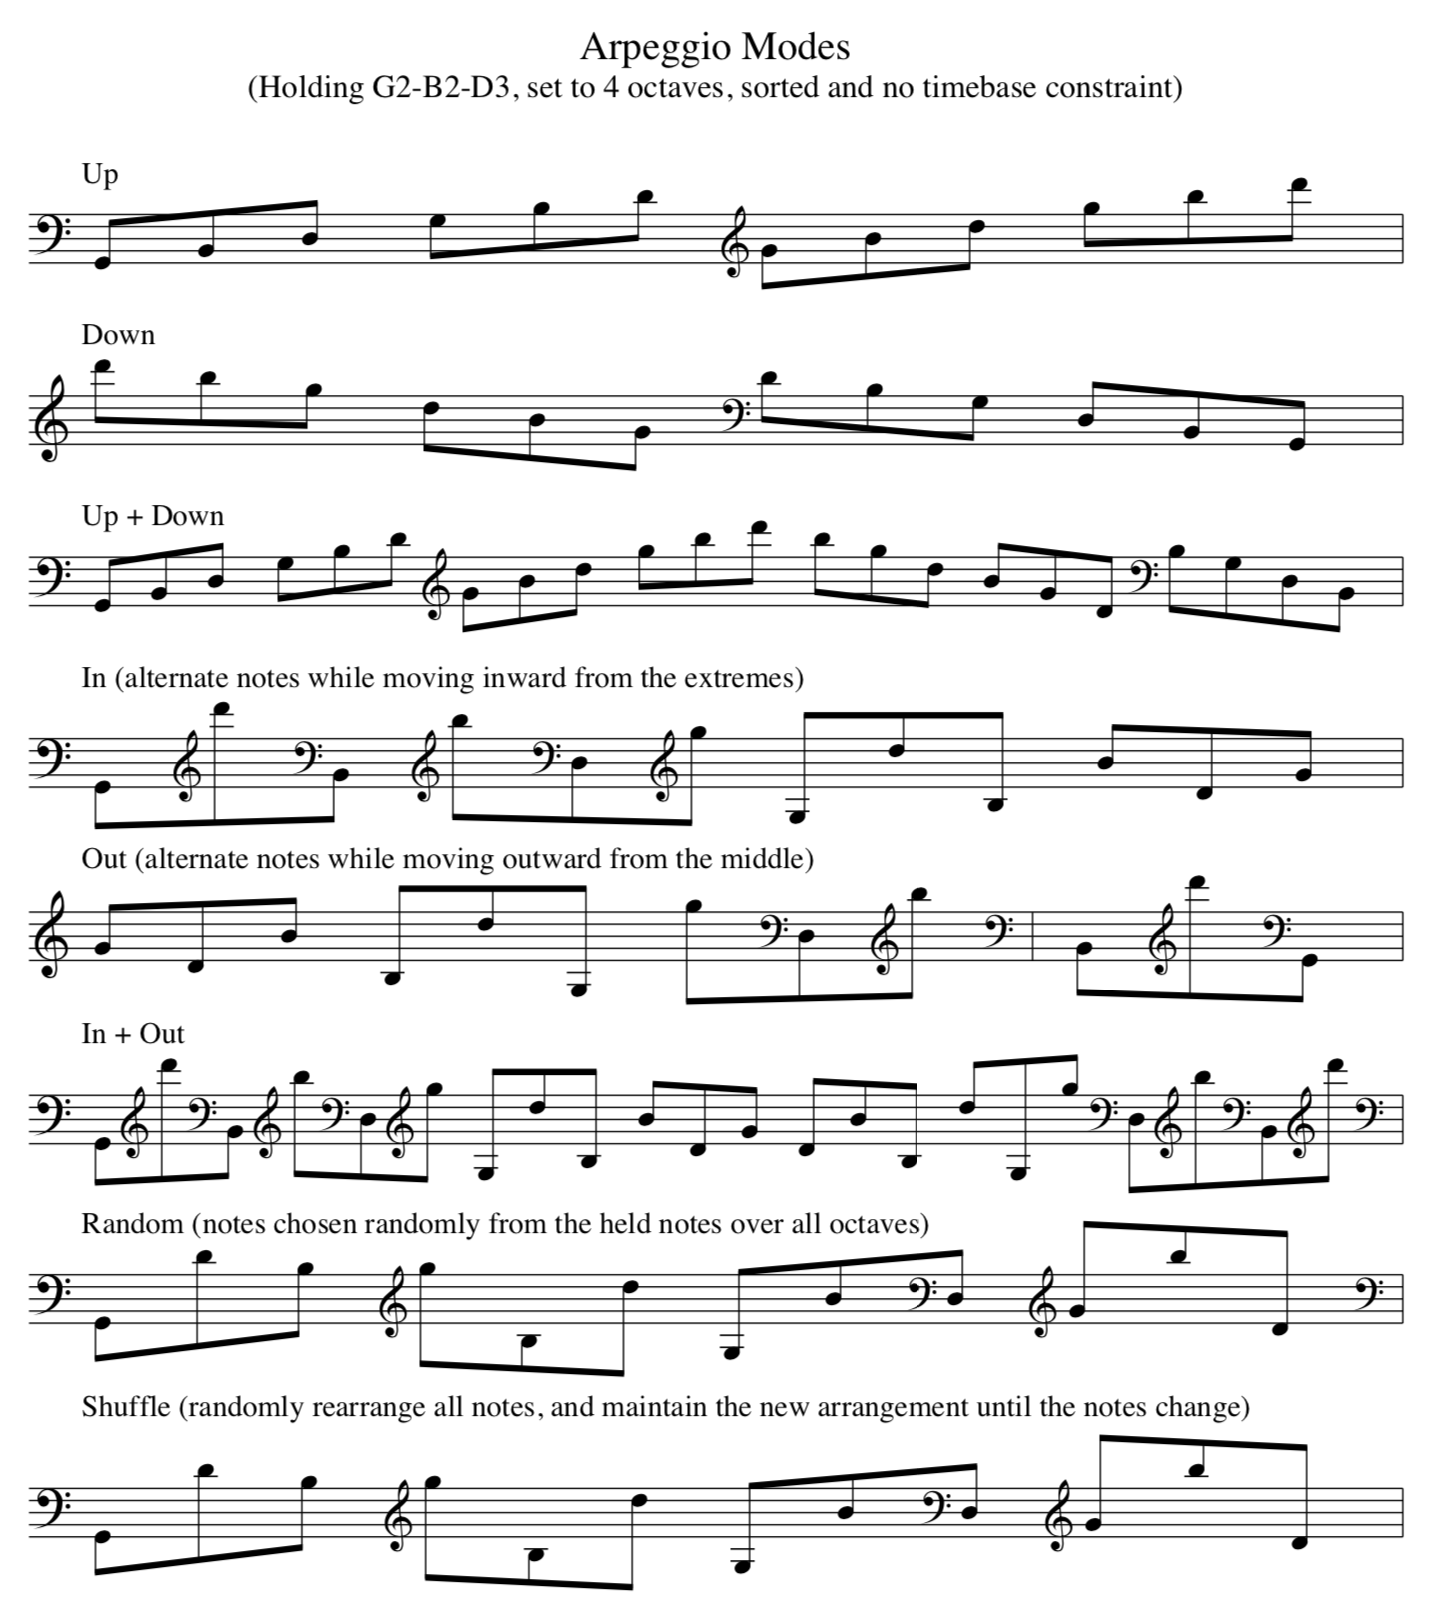 Arpeggio Modes
(Holding G2-B2-D3, set to 4 octaves, sorted and no timebase constraint)
Up
Down
Up + Down
In (alternate notes while moving inward from the extremes)
Out (alternate notes while moving outward from the middle)
In + Out
Random (notes chosen randomly from the held notes over all octaves)
Shuffle (randomly rearrange all notes, and maintain the new arrangement until the notes change)